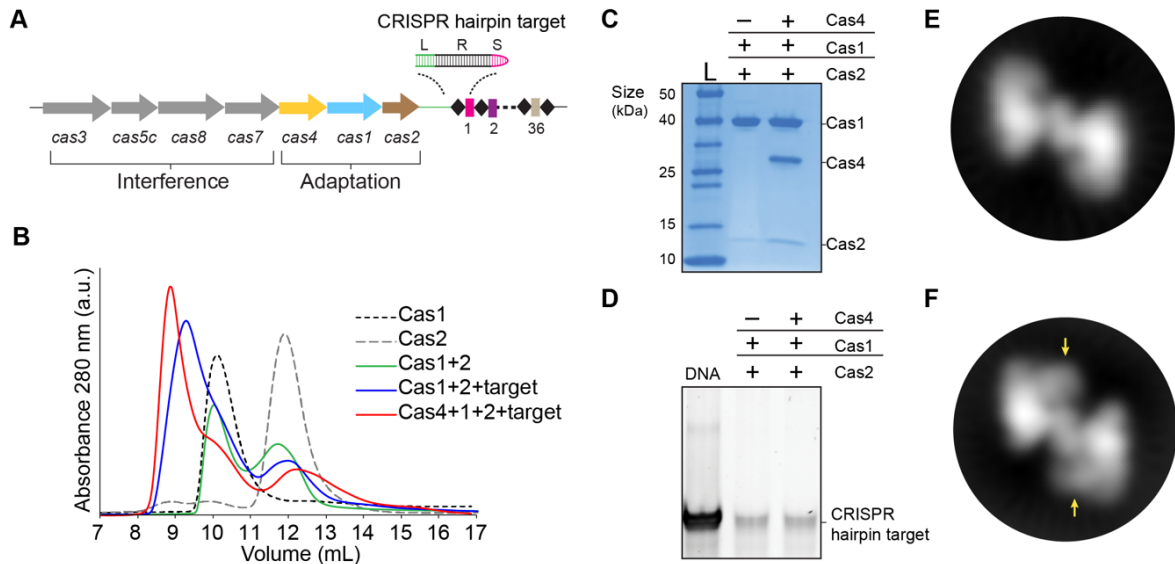 A
CRISPR hairpin target
L R S
cas3 cas5c cas8 cas7 cas4 cas1 cas2
1 2 36
Interference Adaptation
B
Absorbance 280 nm (a.u.)
Cas1
Cas2
Cas1+2
Cas1+2+target
Cas4+1+2+target
7 8 9 10 11 12 13 14 15 16 17
Volume (mL)
C
− + Cas4
+ + Cas1
L + + Cas2
Size
(kDa)
50
40
25
15
10
Cas1
Cas4
Cas2
D
− + Cas4
+ + Cas1
DNA + + Cas2
CRISPR
hairpin target
E
F